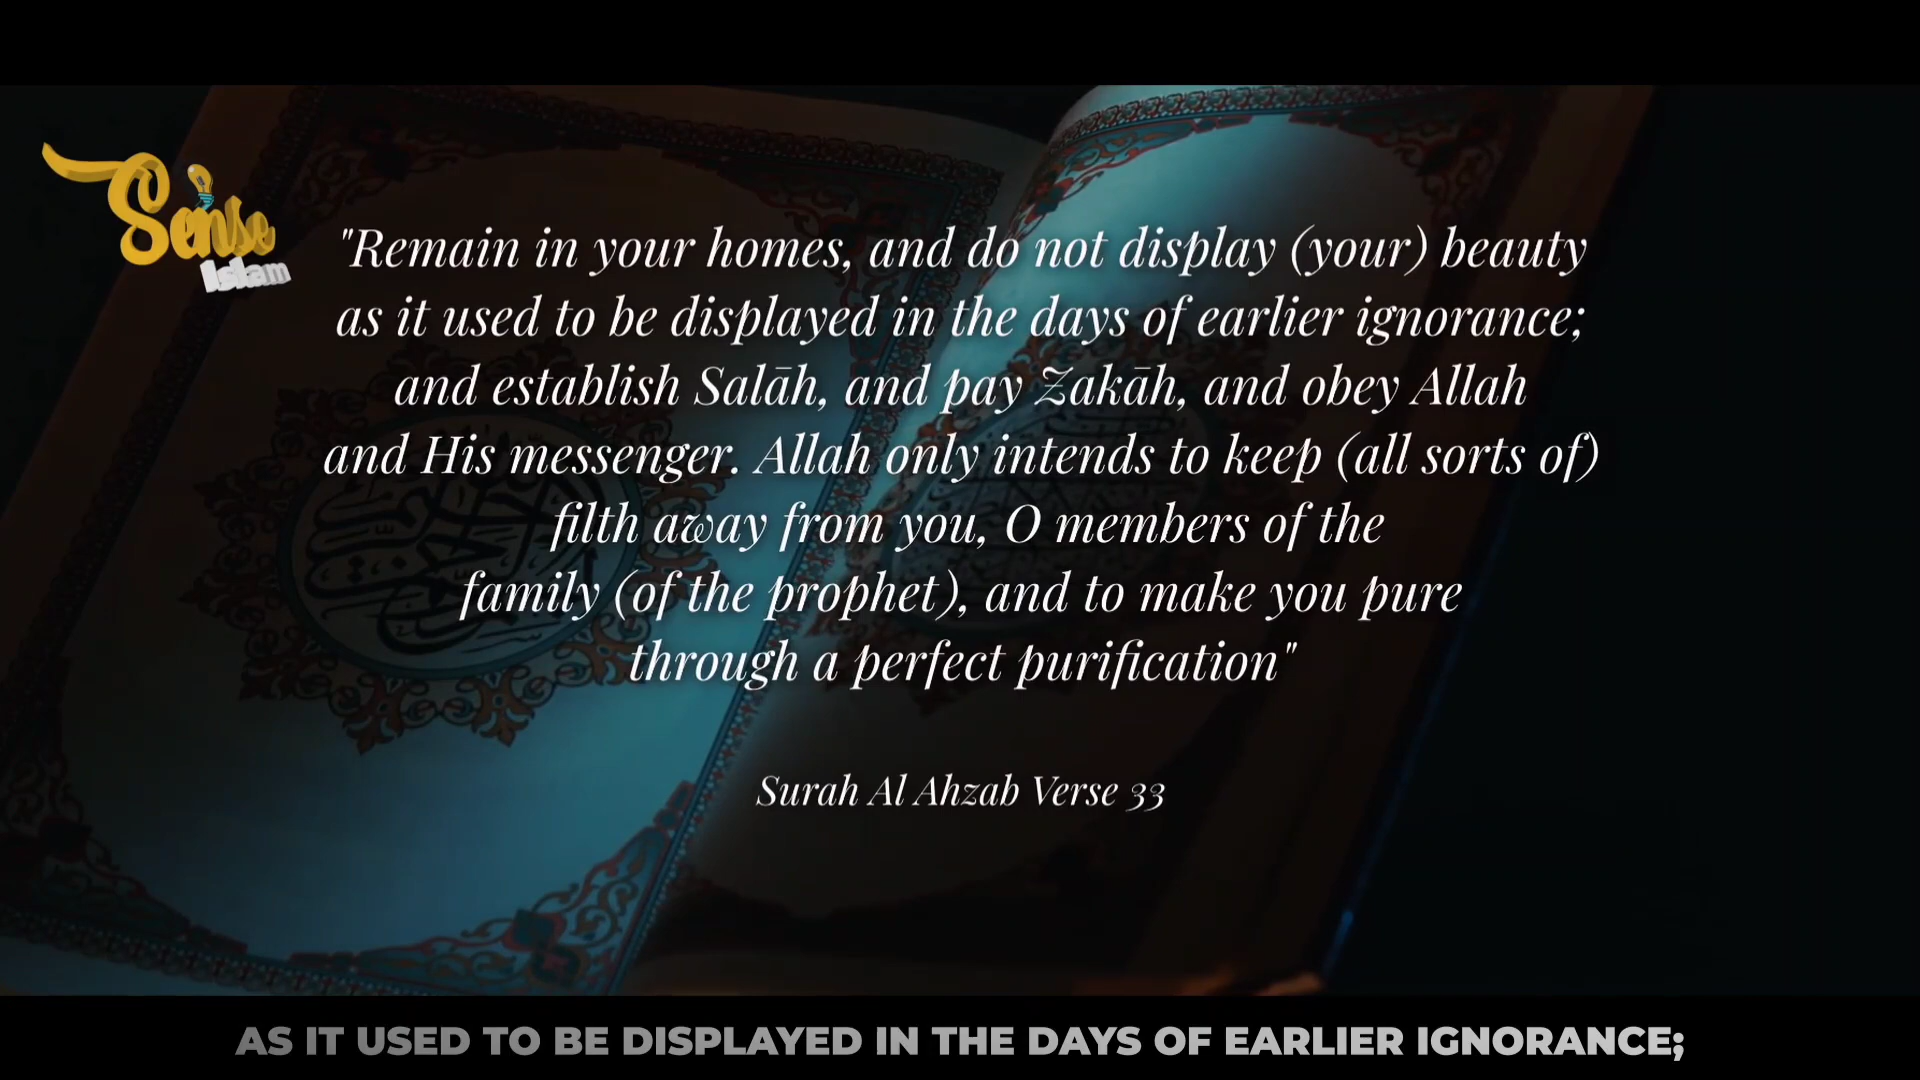 Sense
Islam
"Remain in your homes, and do not display (your) beauty
as it used to be displayed in the days of earlier ignorance;
and establish Salāh, and pay Zakāh, and obey Allah
and His messenger. Allah only intends to keep (all sorts of)
filth away from you, O members of the
family (of the prophet), and to make you pure
through a perfect purification"
Surah Al Ahzab Verse 33
AS IT USED TO BE DISPLAYED IN THE DAYS OF EARLIER IGNORANCE;